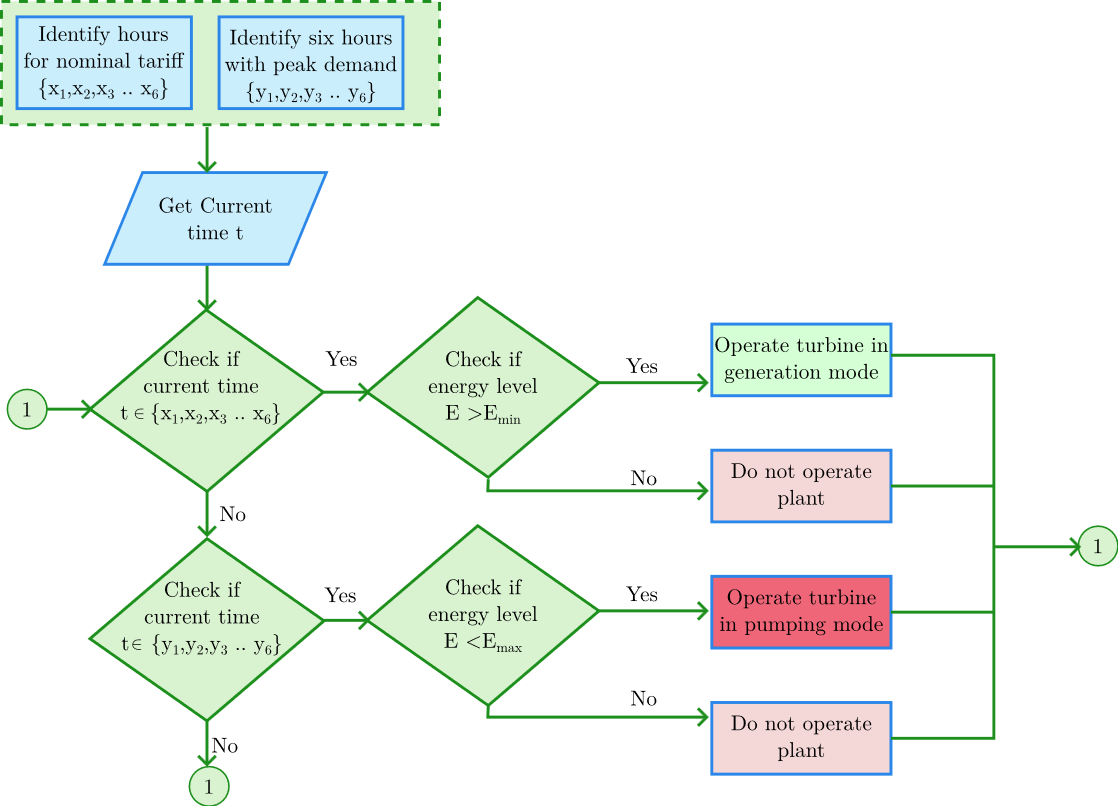 Identify hours
for nominal tariff
{x₁,x₂,x₃ .. x₆}
Identify six hours
with peak demand
{y₁,y₂,y₃ .. y₆}
Get Current
time t
Check if
current time
t ∈ {x₁,x₂,x₃ .. x₆}
Yes
Check if
energy level
E >Eₘᵢₙ
Yes
Operate turbine in
generation mode
1
No
Do not operate
plant
No
1
Check if
current time
t∈ {y₁,y₂,y₃ .. y₆}
Yes
Check if
energy level
E <Eₘₐₓ
Yes
Operate turbine
in pumping mode
No
Do not operate
plant
No
1